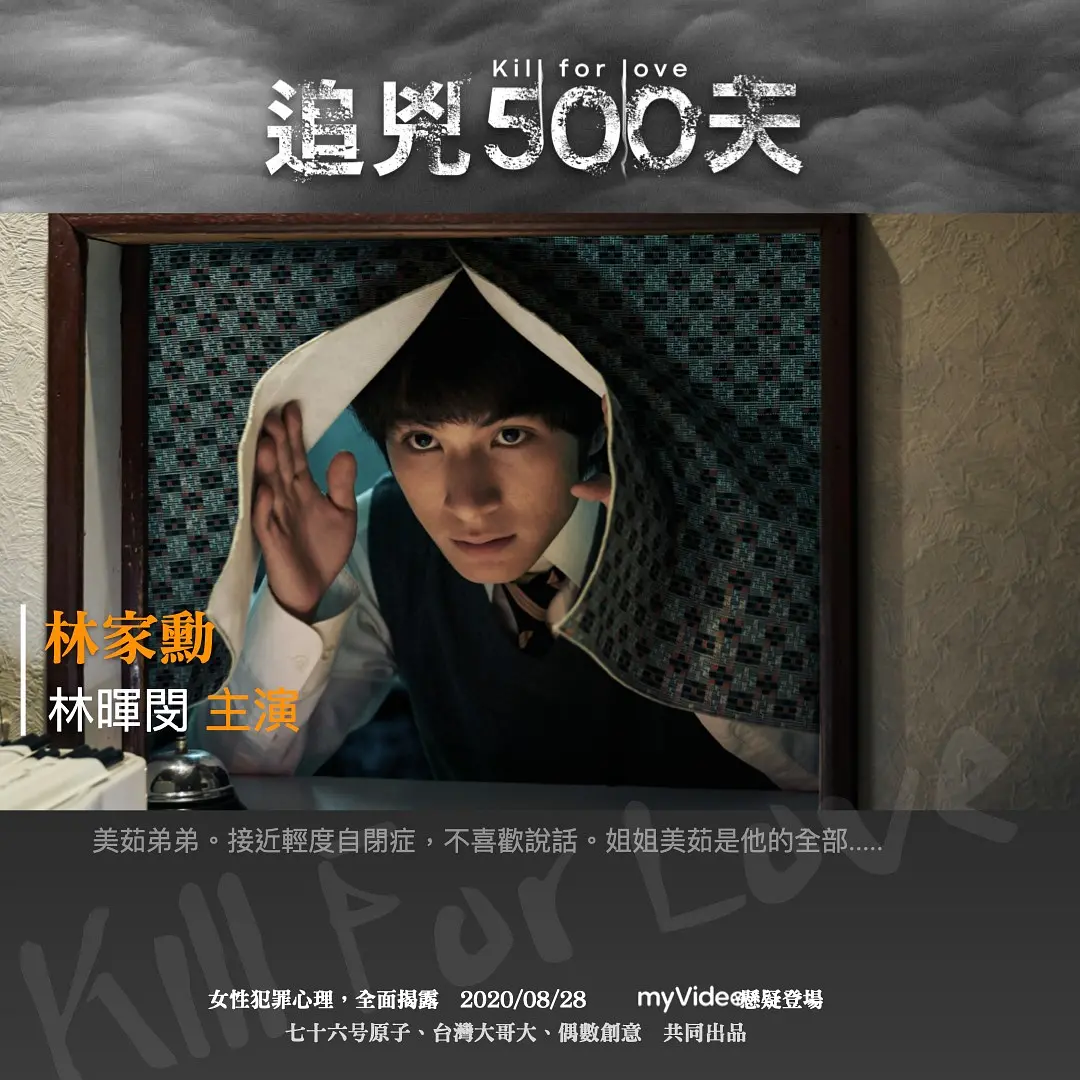 Kill for love
追兇500天
林家勳
林暉閔 主演
美茹弟弟。接近輕度自閉症，不喜歡說話。姐姐美茹是他的全部.....
Kill For Love
女性犯罪心理，全面揭露 2020/08/28 myVideo懸疑登場
七十六号原子、台灣大哥大、偶數創意 共同出品